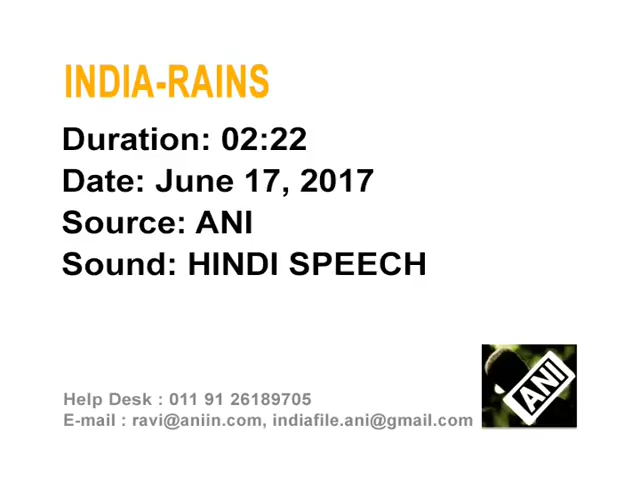 INDIA-RAINS
Duration: 02:22
Date: June 17, 2017
Source: ANI
Sound: HINDI SPEECH
ANI
Help Desk : 011 91 26189705
E-mail : ravi@aniin.com, indiafile.ani@gmail.com